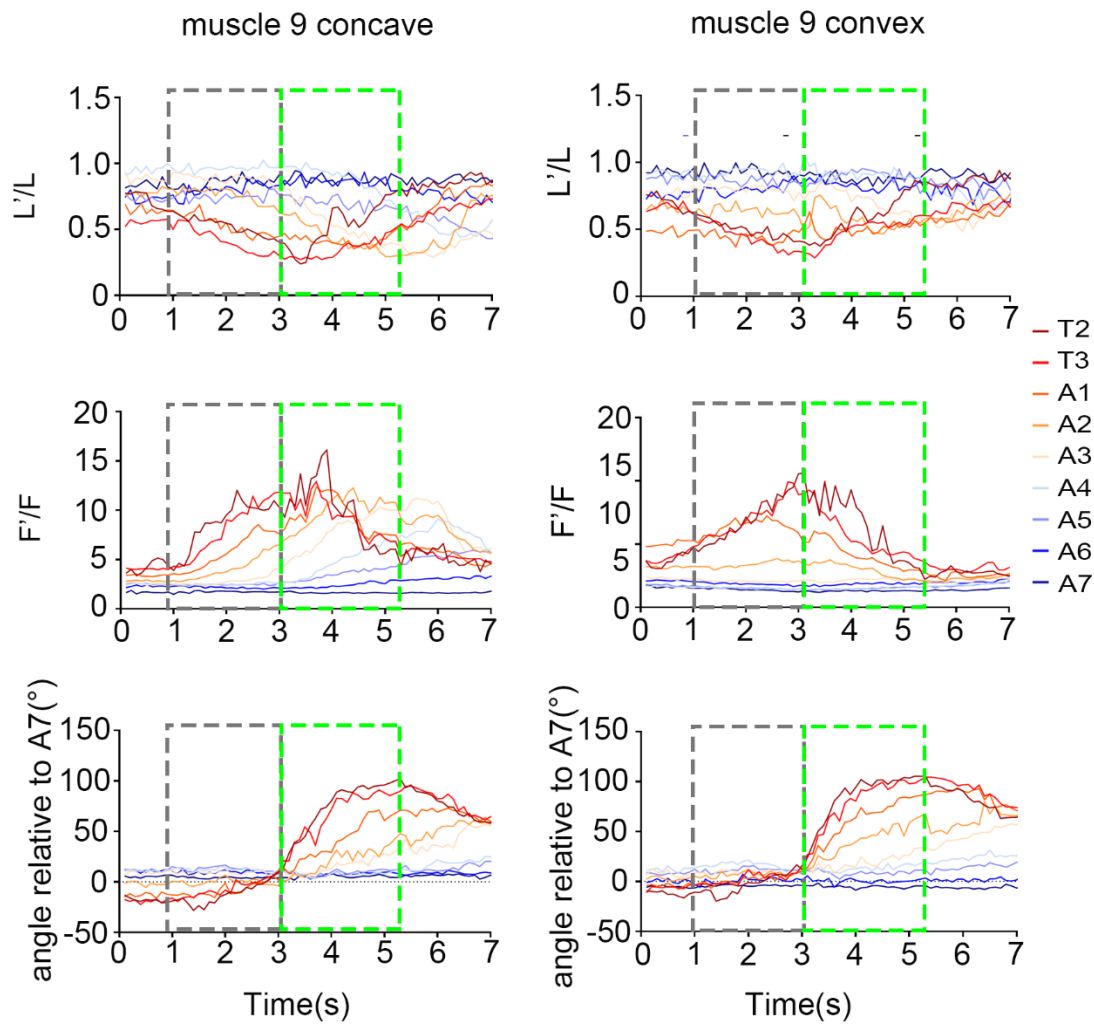 muscle 9 concave
muscle 9 convex
L'/L
1.5
1.0
0.5
0
0 1 2 3 4 5 6 7
L'/L
1.5
1.0
0.5
0
0 1 2 3 4 5 6 7
F'/F
20
15
10
5
0
0 1 2 3 4 5 6 7
F'/F
20
15
10
5
0
0 1 2 3 4 5 6 7
T2
T3
A1
A2
A3
A4
A5
A6
A7
angle relative to A7(°)
150
100
50
0
-50
0 1 2 3 4 5 6 7
Time(s)
angle relative to A7(°)
150
100
50
0
-50
0 1 2 3 4 5 6 7
Time(s)